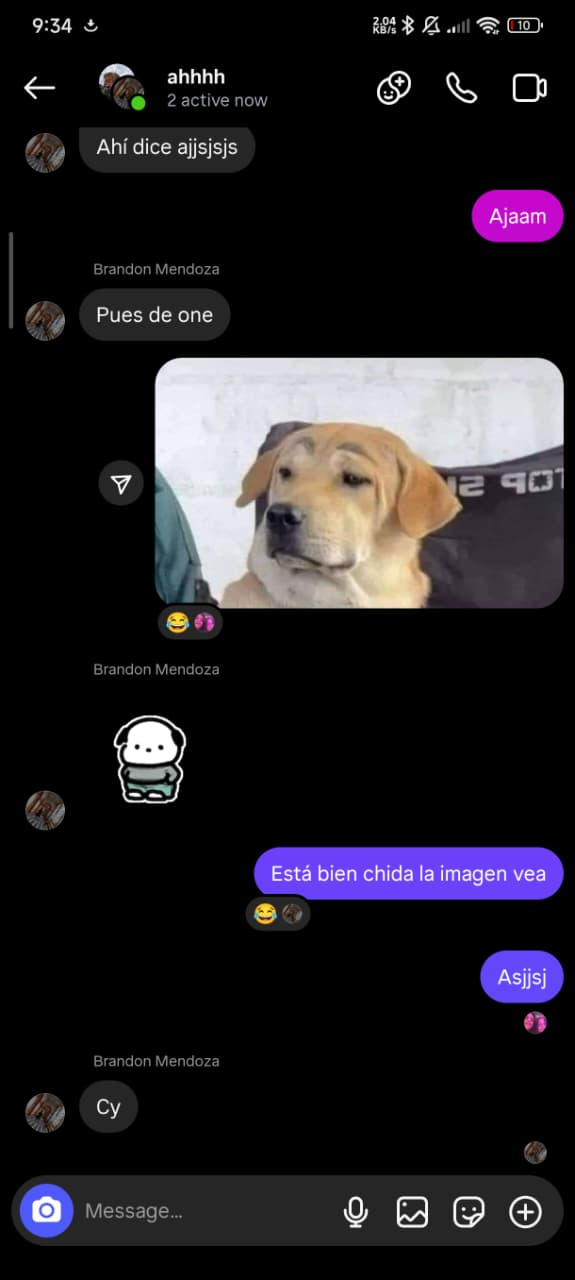 9:34
2.04
KB/s
10
ahhhh
2 active now
Ahí dice ajjsjsjs
Ajaam
Brandon Mendoza
Pues de one
Brandon Mendoza
Está bien chida la imagen vea
Asjjsj
Brandon Mendoza
Cy
Message...